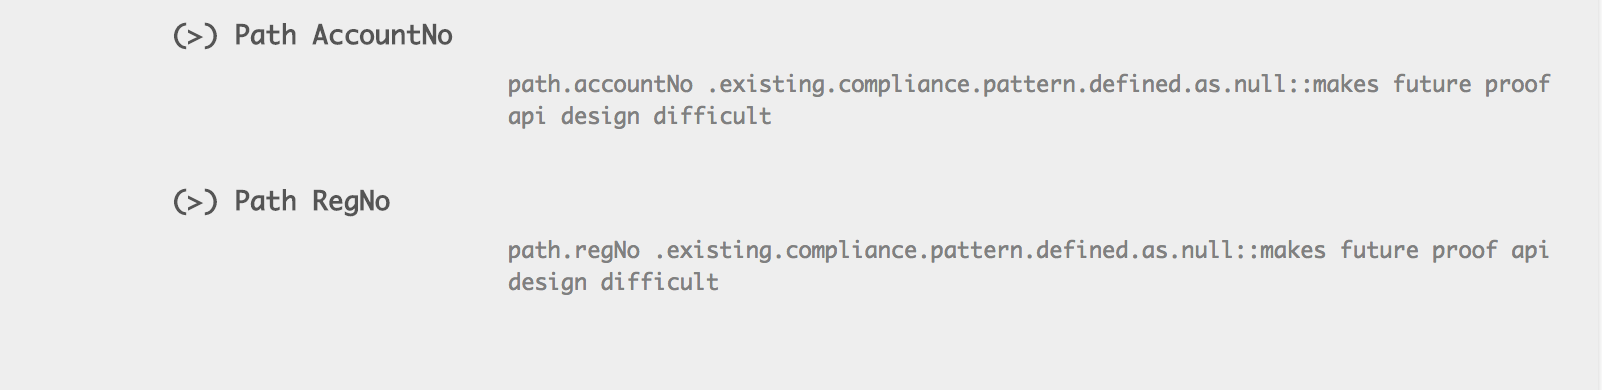 (>) Path AccountNo
path.accountNo .existing.compliance.pattern.defined.as.null::makes future proof
api design difficult
(>) Path RegNo
path.regNo .existing.compliance.pattern.defined.as.null::makes future proof api
design difficult